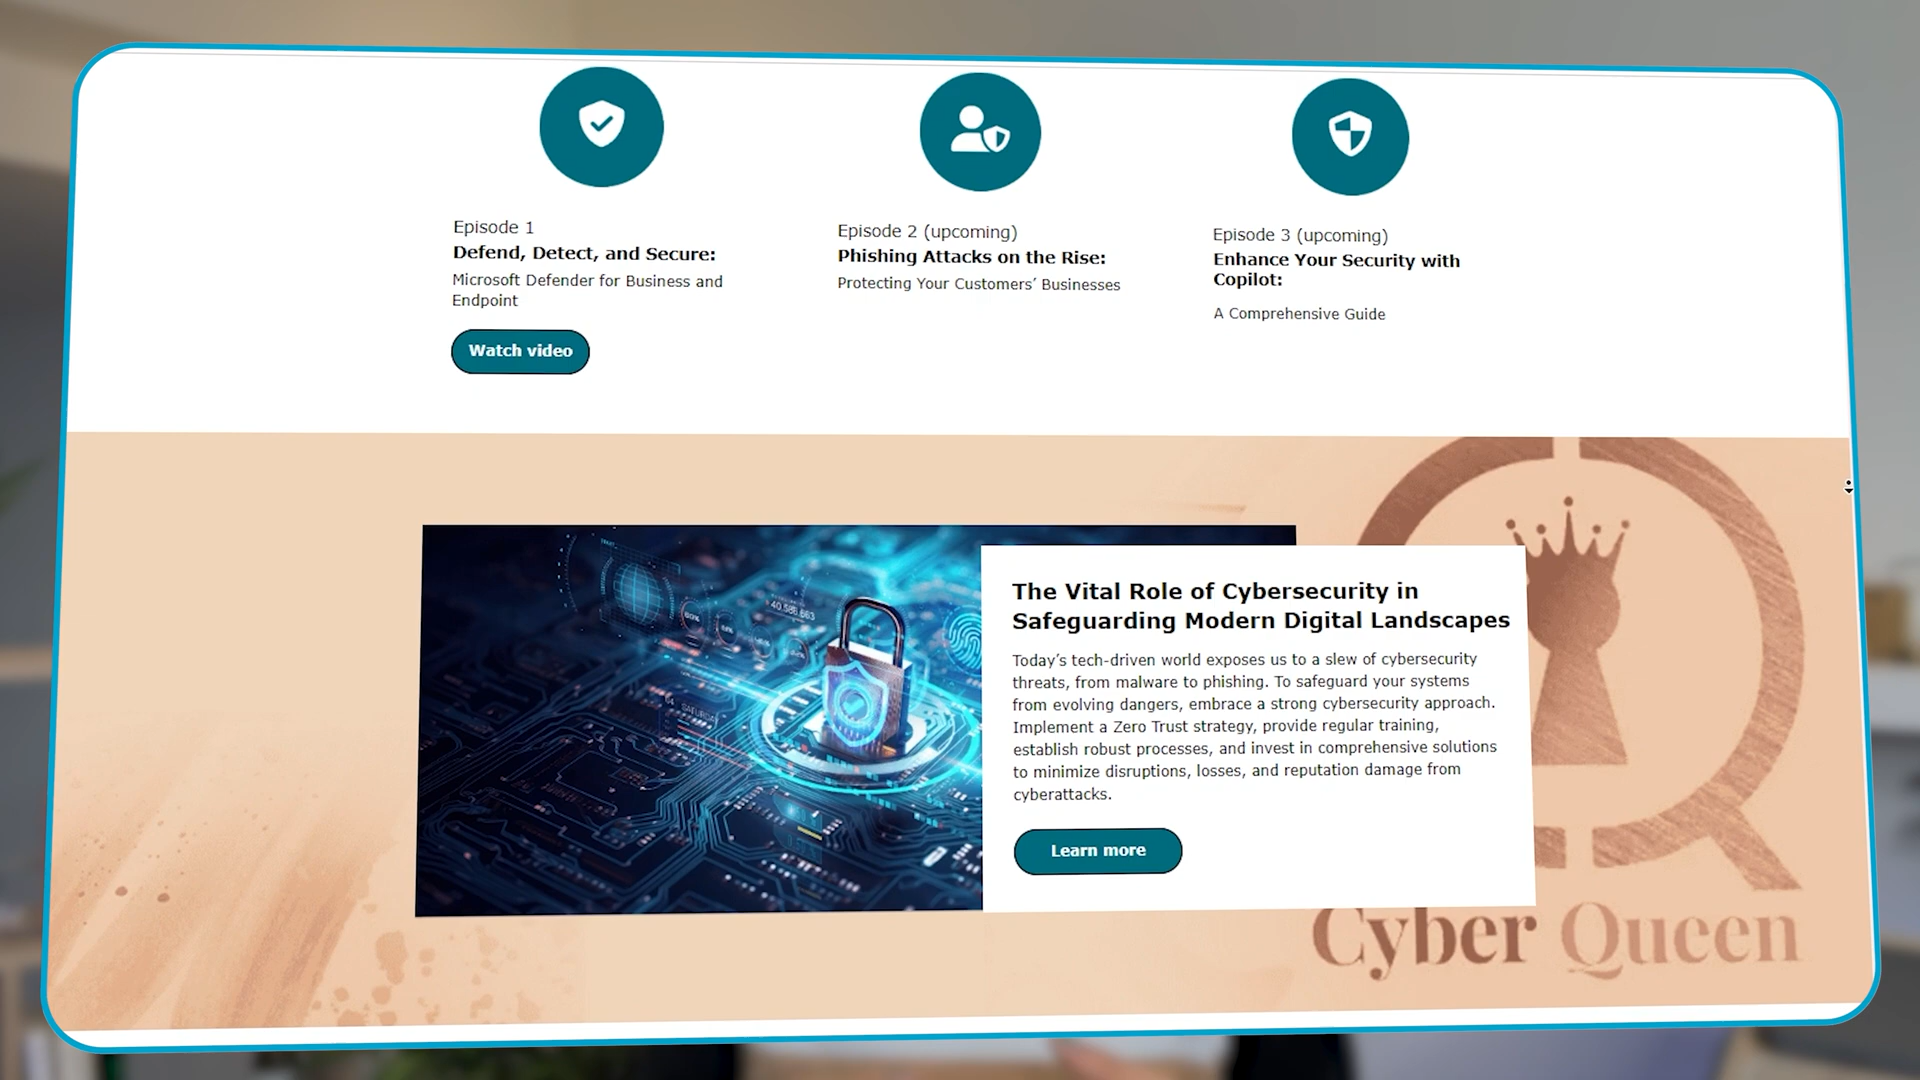 Episode 1
Defend, Detect, and Secure:
Microsoft Defender for Business and
Endpoint
Watch video
Episode 2 (upcoming)
Phishing Attacks on the Rise:
Protecting Your Customers’ Businesses
Episode 3 (upcoming)
Enhance Your Security with
Copilot:
A Comprehensive Guide
SATURDAY
The Vital Role of Cybersecurity in
Safeguarding Modern Digital Landscapes
Today’s tech-driven world exposes us to a slew of cybersecurity
threats, from malware to phishing. To safeguard your systems
from evolving dangers, embrace a strong cybersecurity approach.
Implement a Zero Trust strategy, provide regular training,
establish robust processes, and invest in comprehensive solutions
to minimize disruptions, losses, and reputation damage from
cyberattacks.
Learn more
Cyber Queen